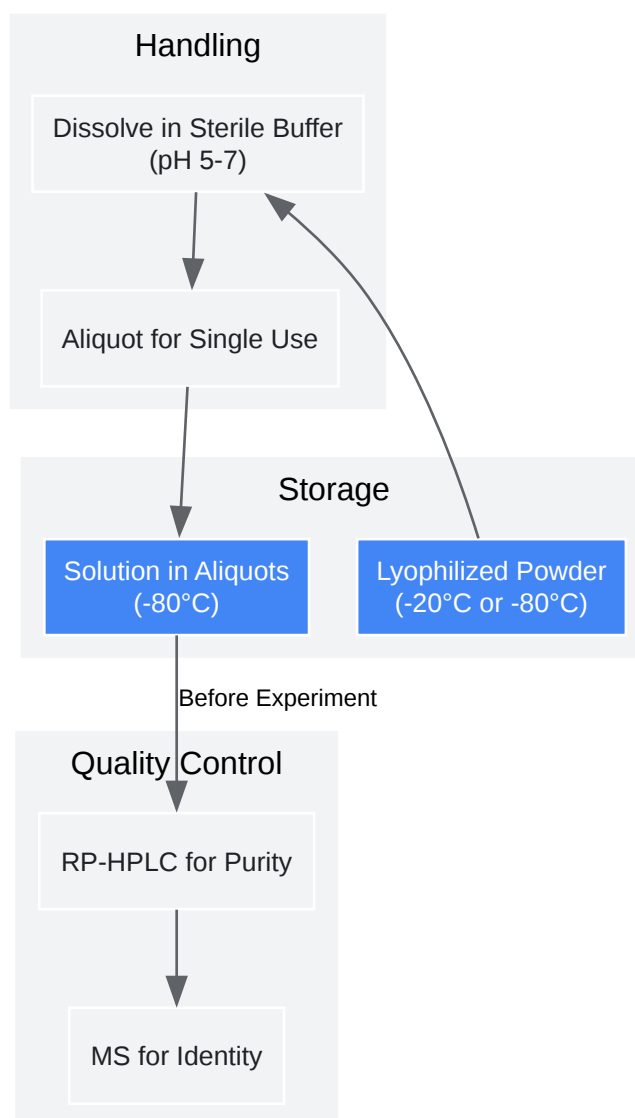 Handling
Dissolve in Sterile Buffer
(pH 5-7)
Aliquot for Single Use
Storage
Solution in Aliquots
(-80°C)
Lyophilized Powder
(-20°C or -80°C)
Before Experiment
Quality Control
RP-HPLC for Purity
MS for Identity